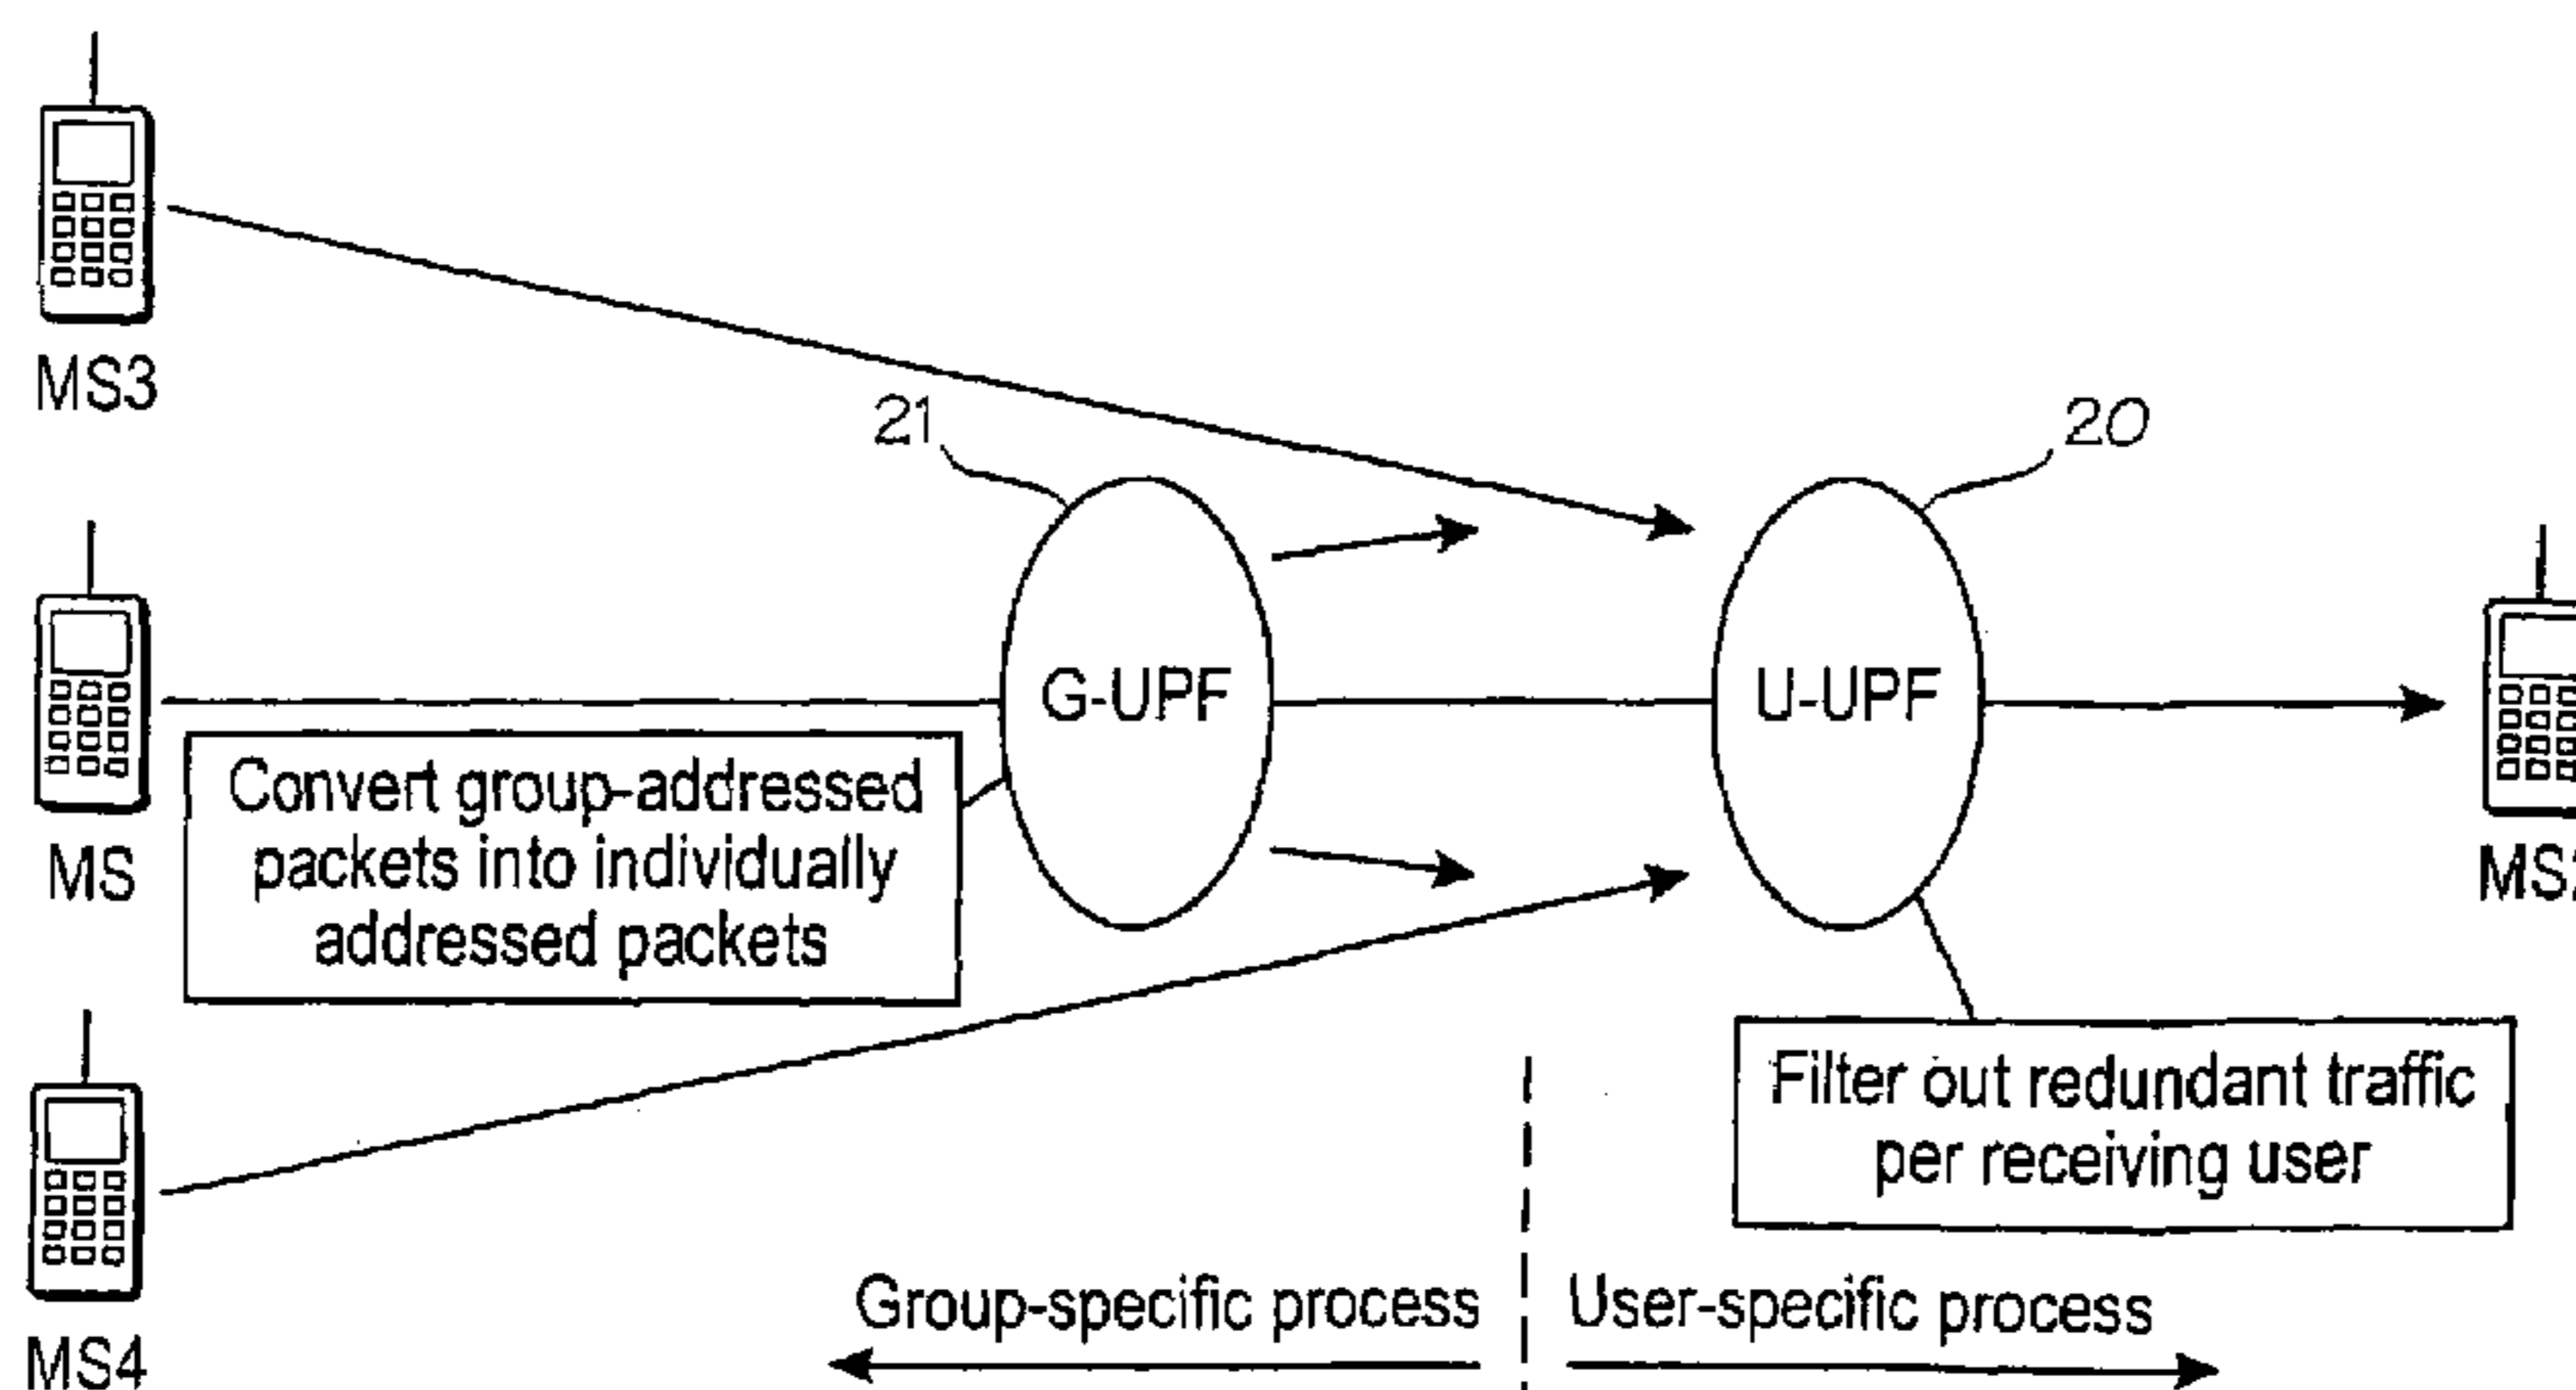 MS3
21
20
G-UPF
U-UPF
MS
Convert group-addressed
packets into individually
addressed packets
MS2
Filter out redundant traffic
per receiving user
Group-specific process
User-specific process
MS4